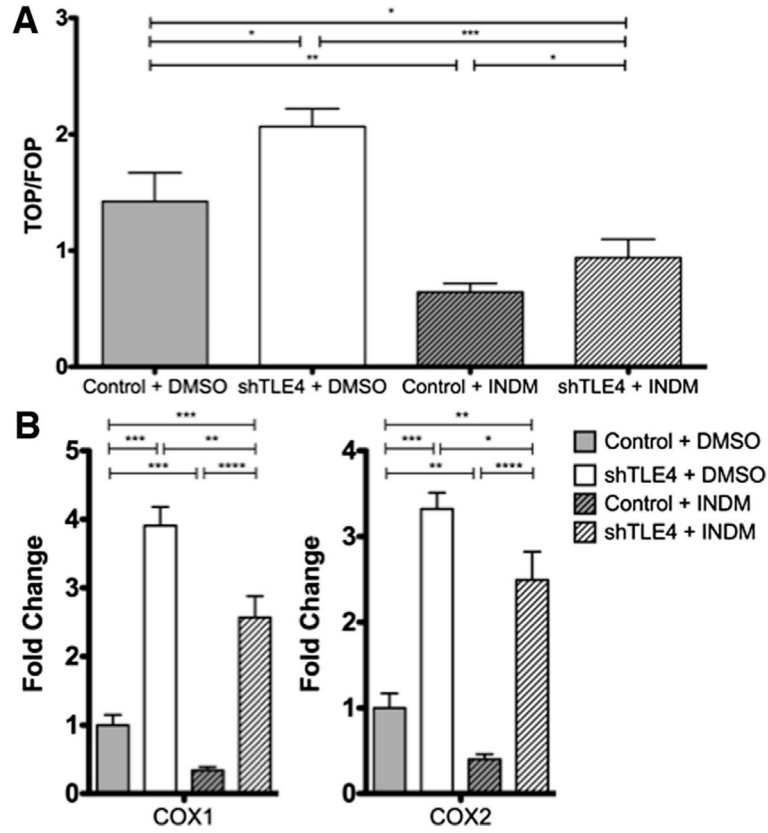 A
3
2
1
0
TOP/FOP
*
* ***
** *
Control + DMSO shTLE4 + DMSO Control + INDM shTLE4 + INDM
B
5
4
3
2
1
0
Fold Change
***
*** **
*** ****
COX1
4
3
2
1
0
Fold Change
**
*** *
** ****
COX2
Control + DMSO
shTLE4 + DMSO
Control + INDM
shTLE4 + INDM